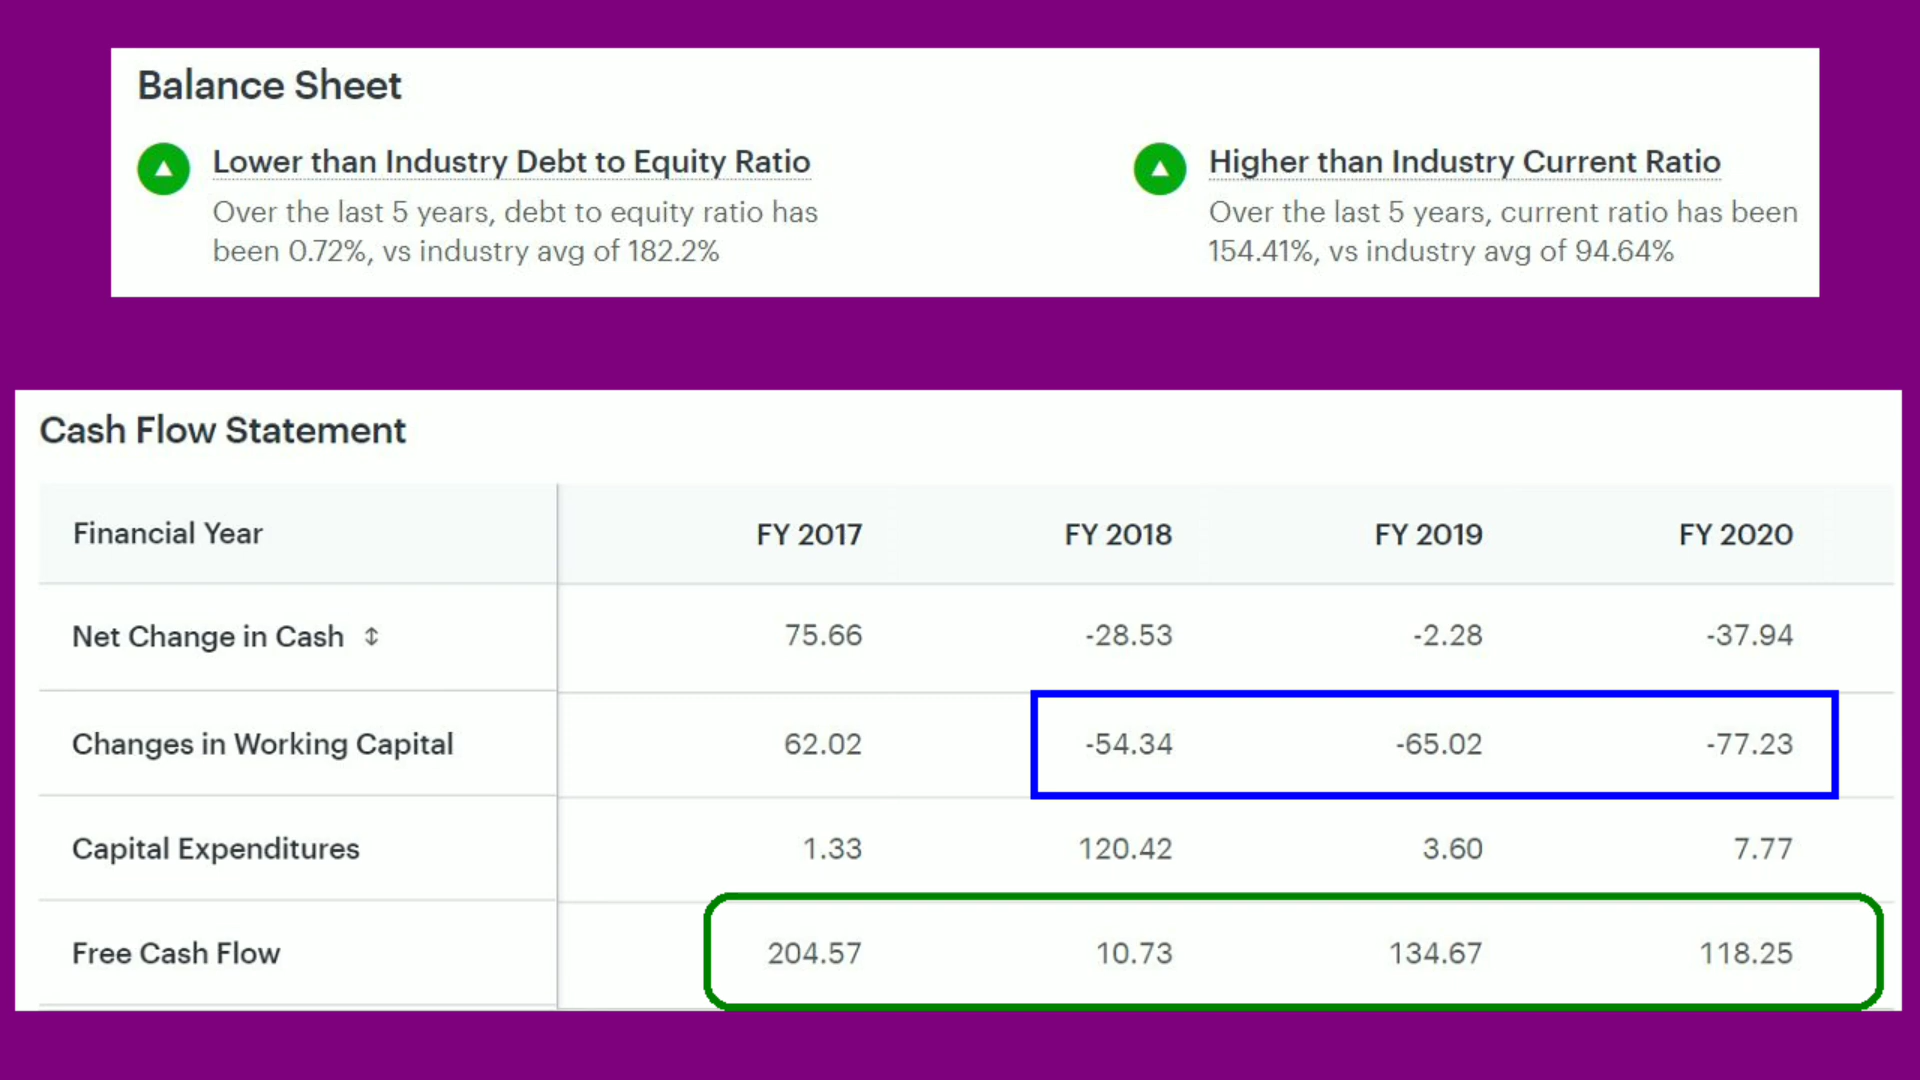 Balance Sheet
Lower than Industry Debt to Equity Ratio
Over the last 5 years, debt to equity ratio has
been 0.72%, vs industry avg of 182.2%
Higher than Industry Current Ratio
Over the last 5 years, current ratio has been
154.41%, vs industry avg of 94.64%
Cash Flow Statement
Financial Year FY 2017 FY 2018 FY 2019 FY 2020
Net Change in Cash 75.66 -28.53 -2.28 -37.94
Changes in Working Capital 62.02 -54.34 -65.02 -77.23
Capital Expenditures 1.33 120.42 3.60 7.77
Free Cash Flow 204.57 10.73 134.67 118.25